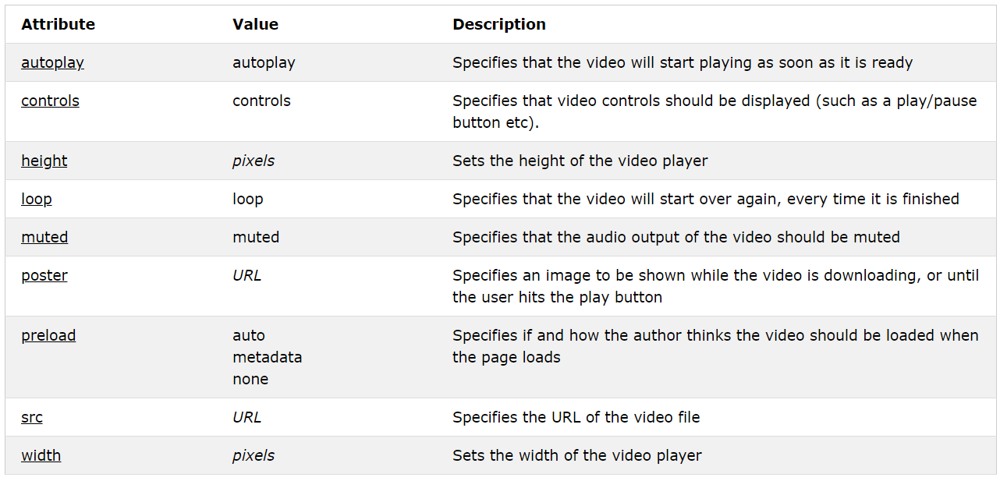 Attribute Value Description
autoplay autoplay Specifies that the video will start playing as soon as it is ready
controls controls Specifies that video controls should be displayed (such as a play/pause
button etc).
height pixels Sets the height of the video player
loop loop Specifies that the video will start over again, every time it is finished
muted muted Specifies that the audio output of the video should be muted
poster URL Specifies an image to be shown while the video is downloading, or until
the user hits the play button
preload auto Specifies if and how the author thinks the video should be loaded when
metadata the page loads
none
src URL Specifies the URL of the video file
width pixels Sets the width of the video player